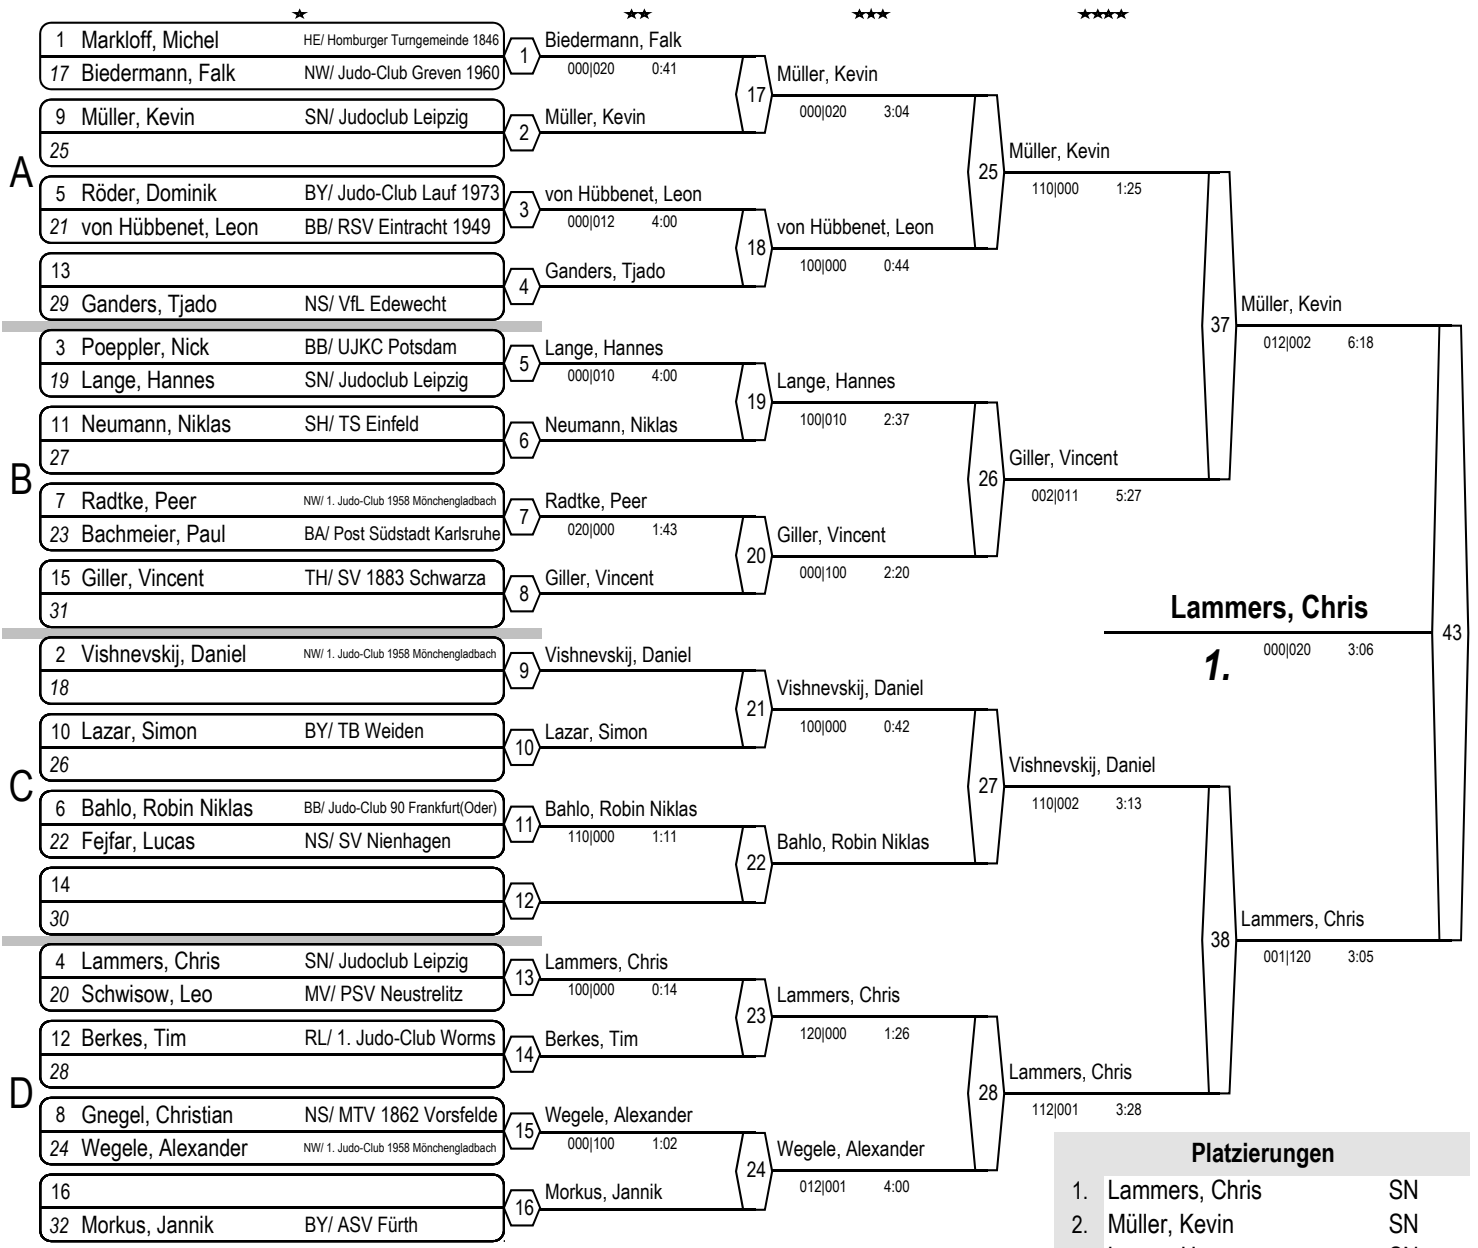 ★ ★★ ★★★ ★★★★
A
1 Markloff, Michel HE/ Homburger Turngemeinde 1846
17 Biedermann, Falk NW/ Judo-Club Greven 1960
1 Biedermann, Falk
000|020 0:41
9 Müller, Kevin SN/ Judoclub Leipzig
25
2 Müller, Kevin
17 Müller, Kevin
000|020 3:04
5 Röder, Dominik BY/ Judo-Club Lauf 1973
21 von Hübbenet, Leon BB/ RSV Eintracht 1949
3 von Hübbenet, Leon
000|012 4:00
13
29 Ganders, Tjado NS/ VfL Edewecht
4 Ganders, Tjado
18 von Hübbenet, Leon
100|000 0:44
25 Müller, Kevin
110|000 1:25
B
3 Poeppler, Nick BB/ UJKC Potsdam
19 Lange, Hannes SN/ Judoclub Leipzig
5 Lange, Hannes
000|010 4:00
11 Neumann, Niklas SH/ TS Einfeld
27
6 Neumann, Niklas
19 Lange, Hannes
100|010 2:37
7 Radtke, Peer NW/ 1. Judo-Club 1958 Mönchengladbach
23 Bachmeier, Paul BA/ Post Südstadt Karlsruhe
7 Radtke, Peer
020|000 1:43
15 Giller, Vincent TH/ SV 1883 Schwarza
31
8 Giller, Vincent
20 Giller, Vincent
000|100 2:20
26 Giller, Vincent
002|011 5:27
37 Müller, Kevin
012|002 6:18
C
2 Vishnevskij, Daniel NW/ 1. Judo-Club 1958 Mönchengladbach
18
9 Vishnevskij, Daniel
10 Lazar, Simon BY/ TB Weiden
26
10 Lazar, Simon
21 Vishnevskij, Daniel
100|000 0:42
6 Bahlo, Robin Niklas BB/ Judo-Club 90 Frankfurt(Oder)
22 Fejfar, Lucas NS/ SV Nienhagen
11 Bahlo, Robin Niklas
110|000 1:11
14
30
12
22 Bahlo, Robin Niklas
27 Vishnevskij, Daniel
110|002 3:13
D
4 Lammers, Chris SN/ Judoclub Leipzig
20 Schwisow, Leo MV/ PSV Neustrelitz
13 Lammers, Chris
100|000 0:14
12 Berkes, Tim RL/ 1. Judo-Club Worms
28
14 Berkes, Tim
23 Lammers, Chris
120|000 1:26
8 Gnegel, Christian NS/ MTV 1862 Vorsfelde
24 Wegele, Alexander NW/ 1. Judo-Club 1958 Mönchengladbach
15 Wegele, Alexander
000|100 1:02
16
32 Morkus, Jannik BY/ ASV Fürth
16 Morkus, Jannik
24 Wegele, Alexander
012|001 4:00
28 Lammers, Chris
112|001 3:28
38 Lammers, Chris
001|120 3:05
43 Lammers, Chris
1. 000|020 3:06
Platzierungen
1. Lammers, Chris SN
2. Müller, Kevin SN